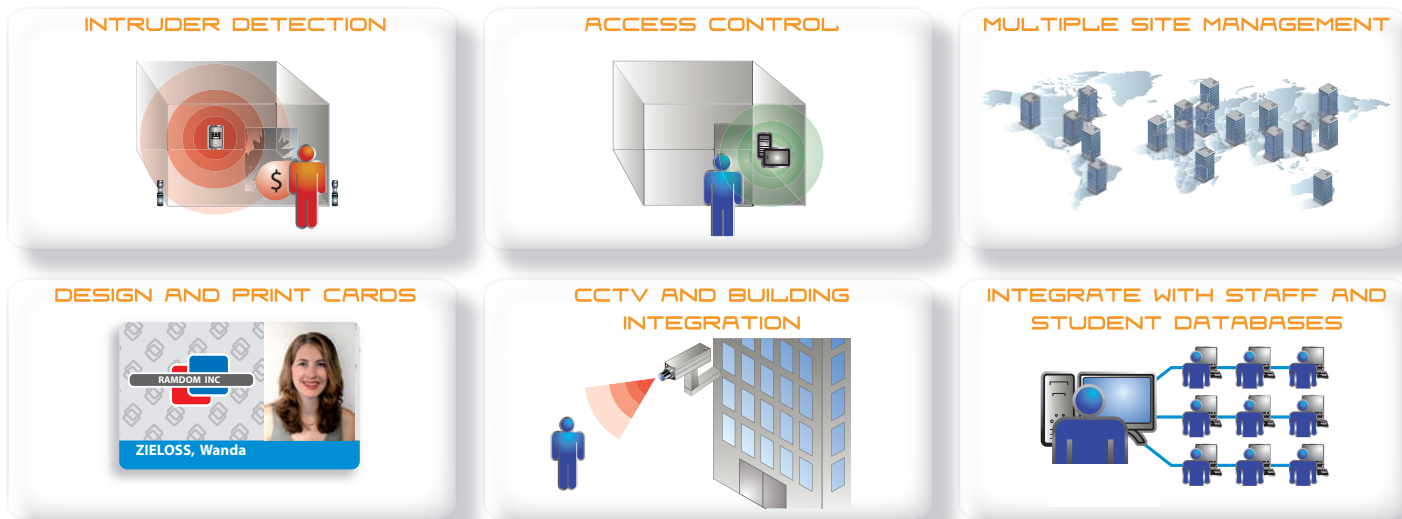 INTRUDER DETECTION
$
ACCESS CONTROL
MULTIPLE SITE MANAGEMENT
DESIGN AND PRINT CARDS
RAMDOM INC
ZIELOSS, Wanda
CCTV AND BUILDING
INTEGRATION
INTEGRATE WITH STAFF AND
STUDENT DATABASES